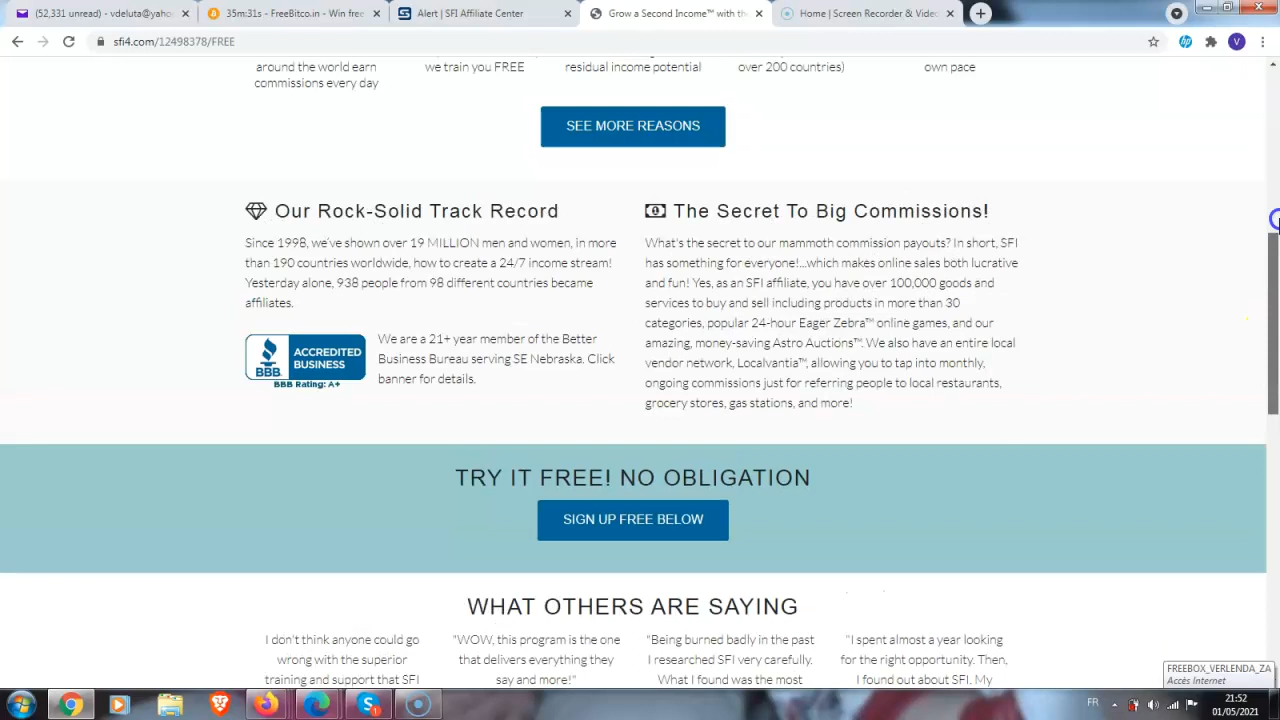 (52,331 unread) - vdeluta@yaho
35m:31s - FreeBitco.in - Win free
Alert | SFI Affiliate Center
Grow a Second Income™ with th
Home | Screen Recorder & Video
sfi4.com/12498378/FREE
V
around the world earn
commissions every day
we train you FREE
residual income potential
over 200 countries)
own pace
SEE MORE REASONS
Our Rock-Solid Track Record
Since 1998, we've shown over 19 MILLION men and women, in more
than 190 countries worldwide, how to create a 24/7 income stream!
Yesterday alone, 938 people from 98 different countries became
affiliates.
BBB
ACCREDITED
BUSINESS
BBB Rating: A+
We are a 21+ year member of the Better
Business Bureau serving SE Nebraska. Click
banner for details.
The Secret To Big Commissions!
What's the secret to our mammoth commission payouts? In short, SFI
has something for everyone!...which makes online sales both lucrative
and fun! Yes, as an SFI affiliate, you have over 100,000 goods and
services to buy and sell including products in more than 30
categories, popular 24-hour Eager Zebra™ online games, and our
amazing, money-saving Astro Auctions™. We also have an entire local
vendor network, Localvantia™, allowing you to tap into monthly,
ongoing commissions just for referring people to local restaurants,
grocery stores, gas stations, and more!
TRY IT FREE! NO OBLIGATION
SIGN UP FREE BELOW
WHAT OTHERS ARE SAYING
I don't think anyone could go
wrong with the superior
training and support that SFI
"WOW, this program is the one
that delivers everything they
say and more!"
"Being burned badly in the past
I researched SFI very carefully.
What I found was the most
"I spent almost a year looking
for the right opportunity. Then,
I found out about SFI. My
FREEBOX_VERLENDA_ZA
Accès Internet
FR
21:52
01/05/2021